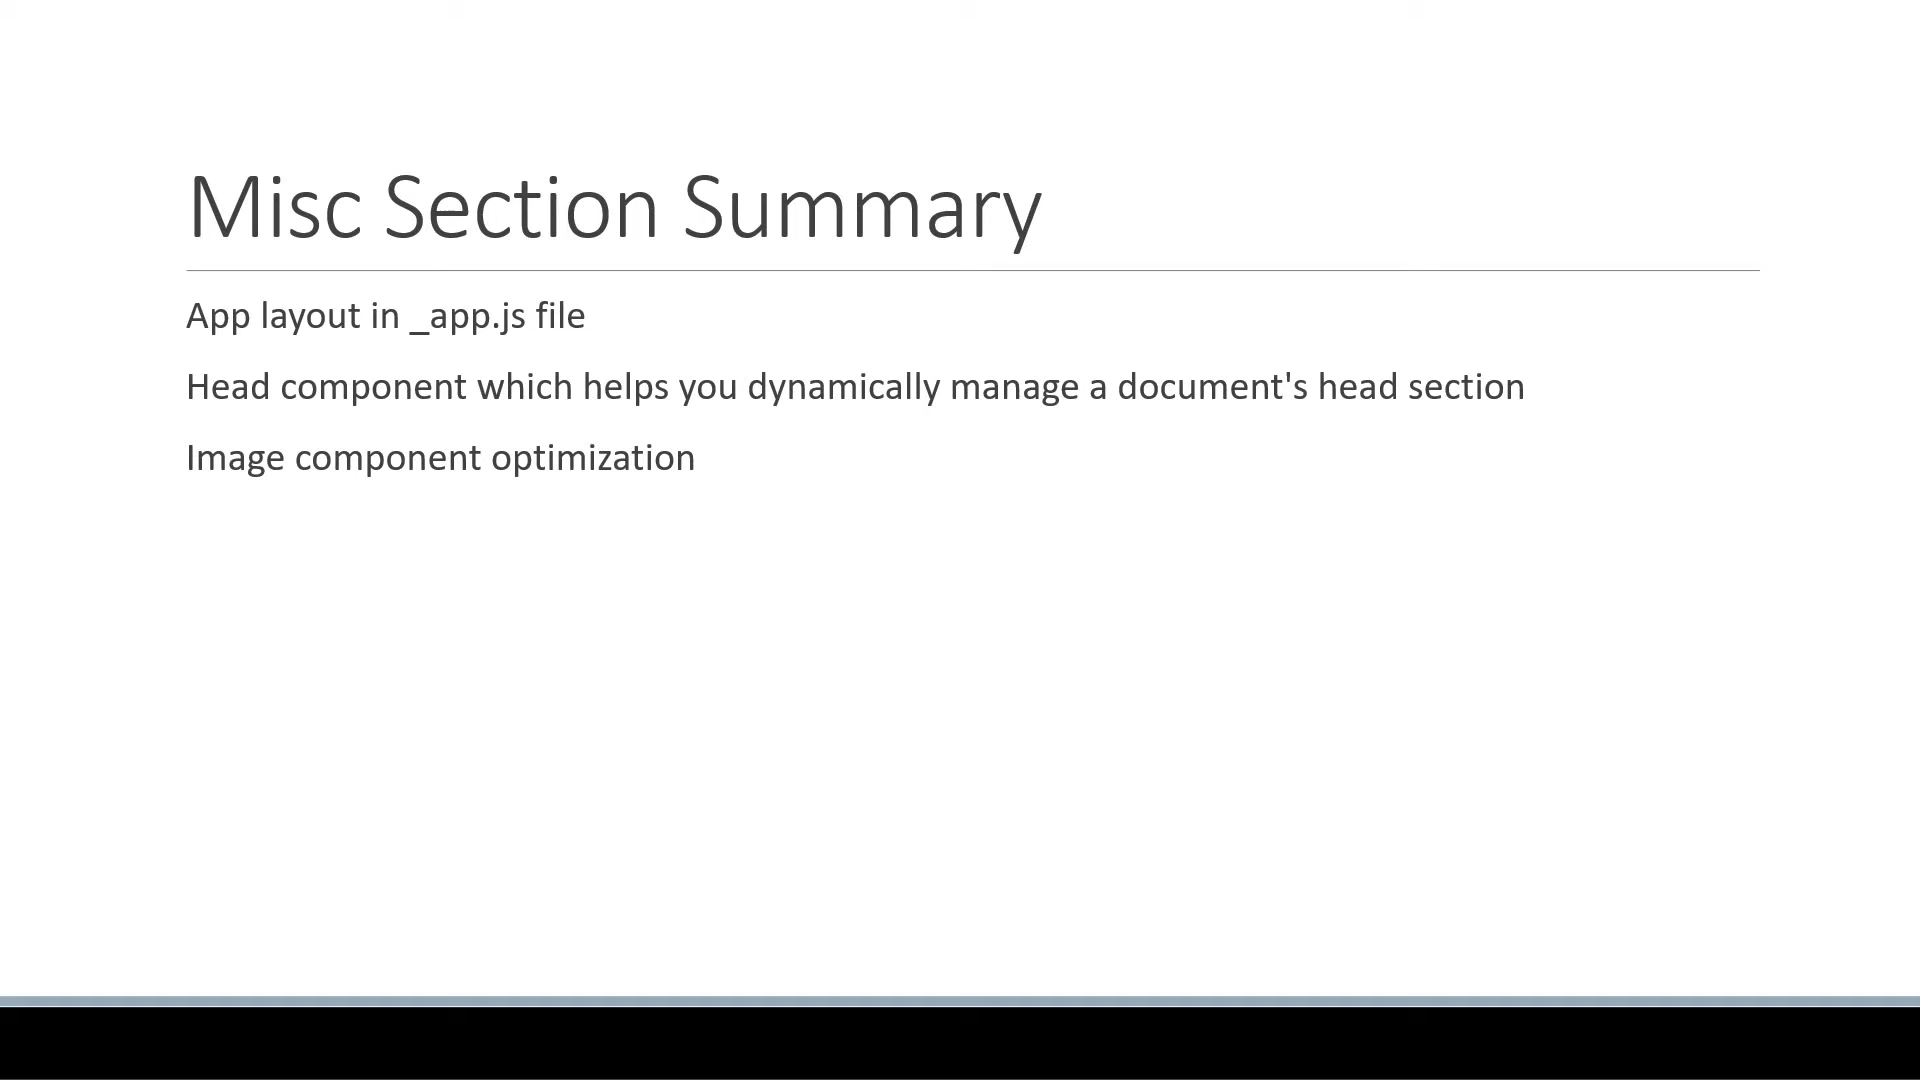 Misc Section Summary
App layout in _app.js file
Head component which helps you dynamically manage a document's head section
Image component optimization